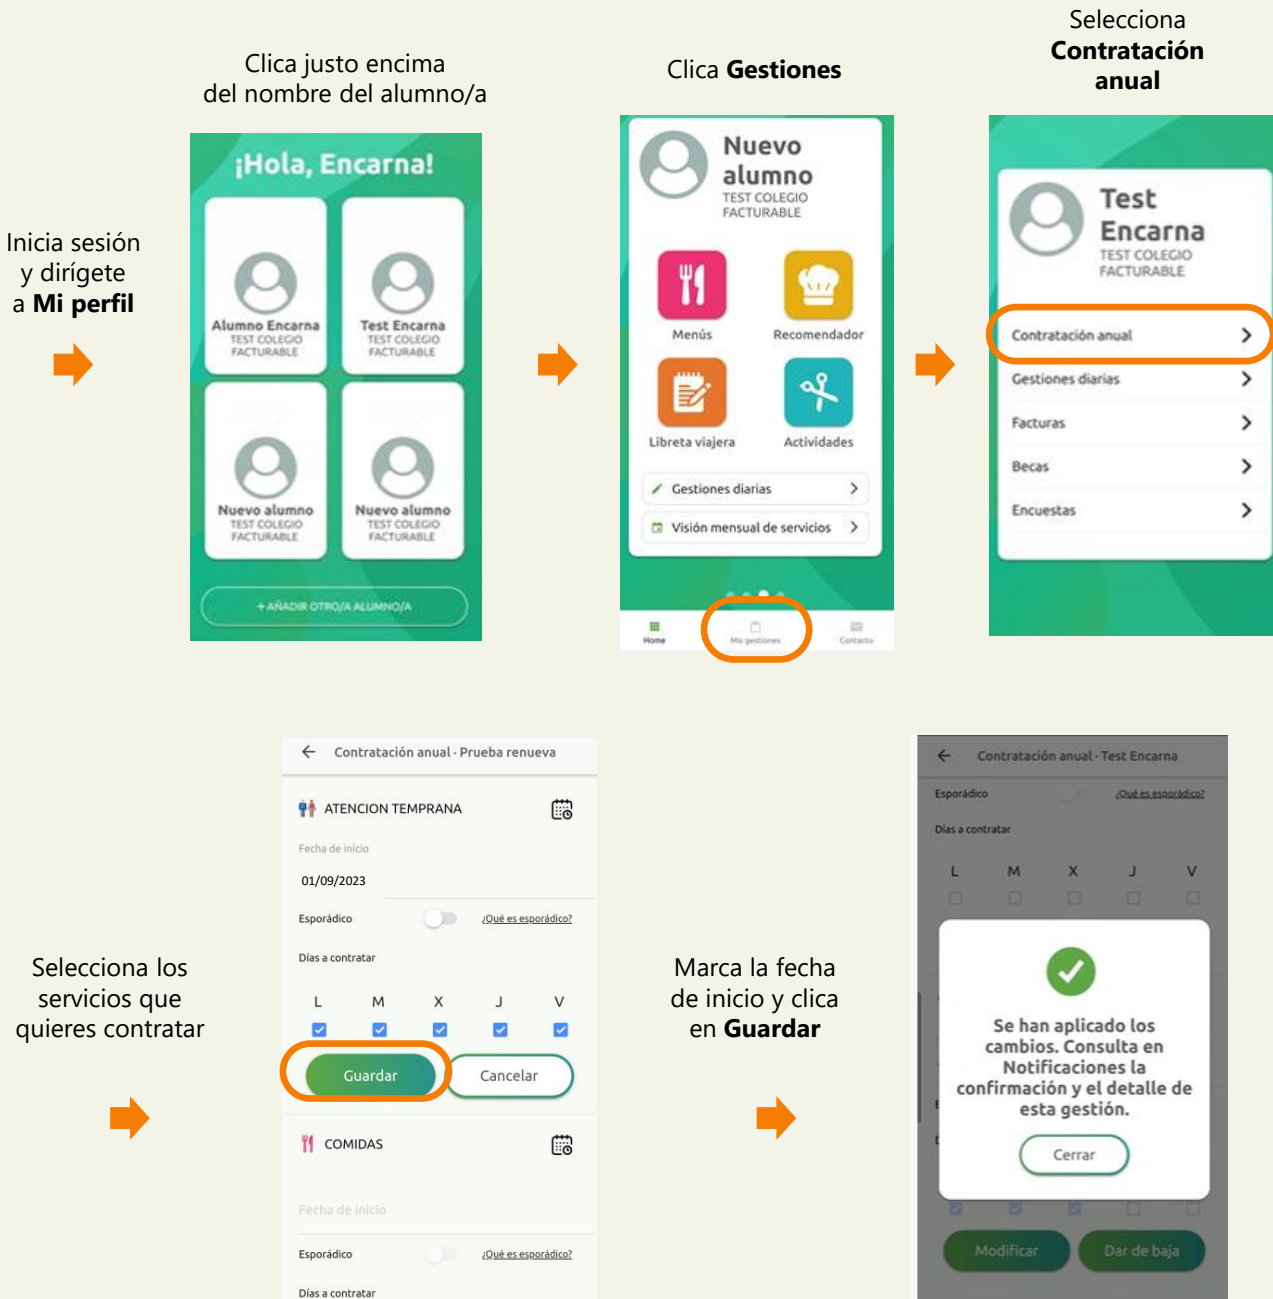 Inicia sesión
y dirígete
a Mi perfil
Clica justo encima
del nombre del alumno/a
¡Hola, Encarna!
Alumno Encarna
TEST COLEGIO
FACTURABLE
Test Encarna
TEST COLEGIO
FACTURABLE
Nuevo alumno
TEST COLEGIO
FACTURABLE
Nuevo alumno
TEST COLEGIO
FACTURABLE
+ AÑADIR OTRO/A ALUMNO/A
Clica Gestiones
Nuevo
alumno
TEST COLEGIO
FACTURABLE
Menús
Recomendador
Libreta viajera
Actividades
Gestiones diarias
Visión mensual de servicios
Home
Mis gestiones
Contacto
Selecciona
Contratación
anual
Test
Encarna
TEST COLEGIO
FACTURABLE
Contratación anual
Gestiones diarias
Facturas
Becas
Encuestas
Selecciona los
servicios que
quieres contratar
Contratación anual · Prueba renueva
ATENCION TEMPRANA
Fecha de inicio
01/09/2023
Esporádico ¿Qué es esporádico?
Días a contratar
L M X J V
Guardar Cancelar
COMIDAS
Fecha de inicio
Esporádico ¿Qué es esporádico?
Días a contratar
Marca la fecha
de inicio y clica
en Guardar
Contratación anual · Test Encarna
Esporádico ¿Qué es esporádico?
Días a contratar
L M X J V
Se han aplicado los
cambios. Consulta en
Notificaciones la
confirmación y el detalle de
esta gestión.
Cerrar
Modificar Dar de baja